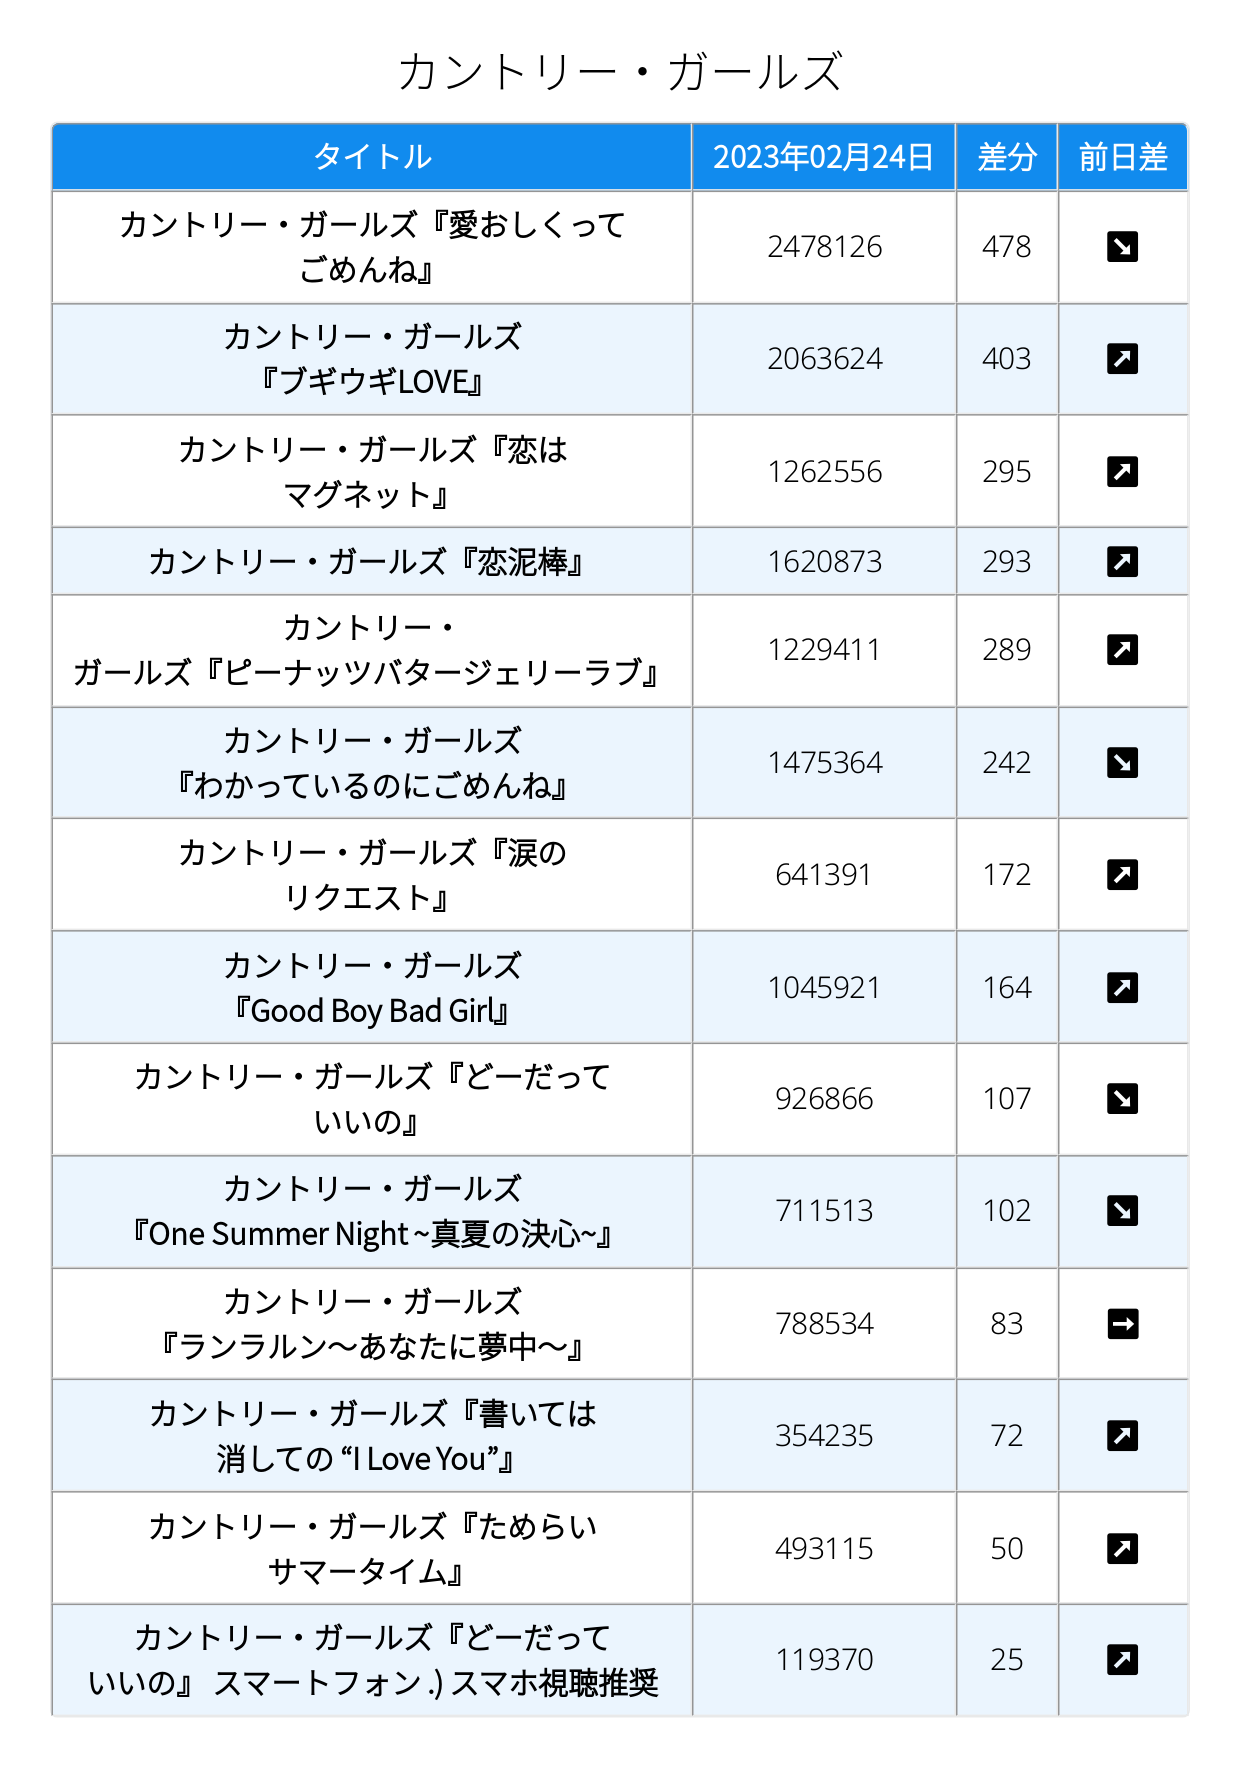 カントリー・ガールズ
タイトル 2023年02月24日 差分 前日差
カントリー・ガールズ『愛おしくって
ごめんね』
2478126 478 ↘
カントリー・ガールズ
『ブギウギLOVE』
2063624 403 ↗
カントリー・ガールズ『恋は
マグネット』
1262556 295 ↗
カントリー・ガールズ『恋泥棒』 1620873 293 ↗
カントリー・
ガールズ『ピーナッツバタージェリーラブ』
1229411 289 ↗
カントリー・ガールズ
『わかっているのにごめんね』
1475364 242 ↘
カントリー・ガールズ『涙の
リクエスト』
641391 172 ↗
カントリー・ガールズ
『Good Boy Bad Girl』
1045921 164 ↗
カントリー・ガールズ『どーだって
いいの』
926866 107 ↘
カントリー・ガールズ
『One Summer Night ~真夏の決心~』
711513 102 ↘
カントリー・ガールズ
『ランラルン〜あなたに夢中〜』
788534 83 →
カントリー・ガールズ『書いては
消しての “I Love You”』
354235 72 ↗
カントリー・ガールズ『ためらい
サマータイム』
493115 50 ↗
カントリー・ガールズ『どーだって
いいの』 スマートフォン .) スマホ視聴推奨
119370 25 ↗